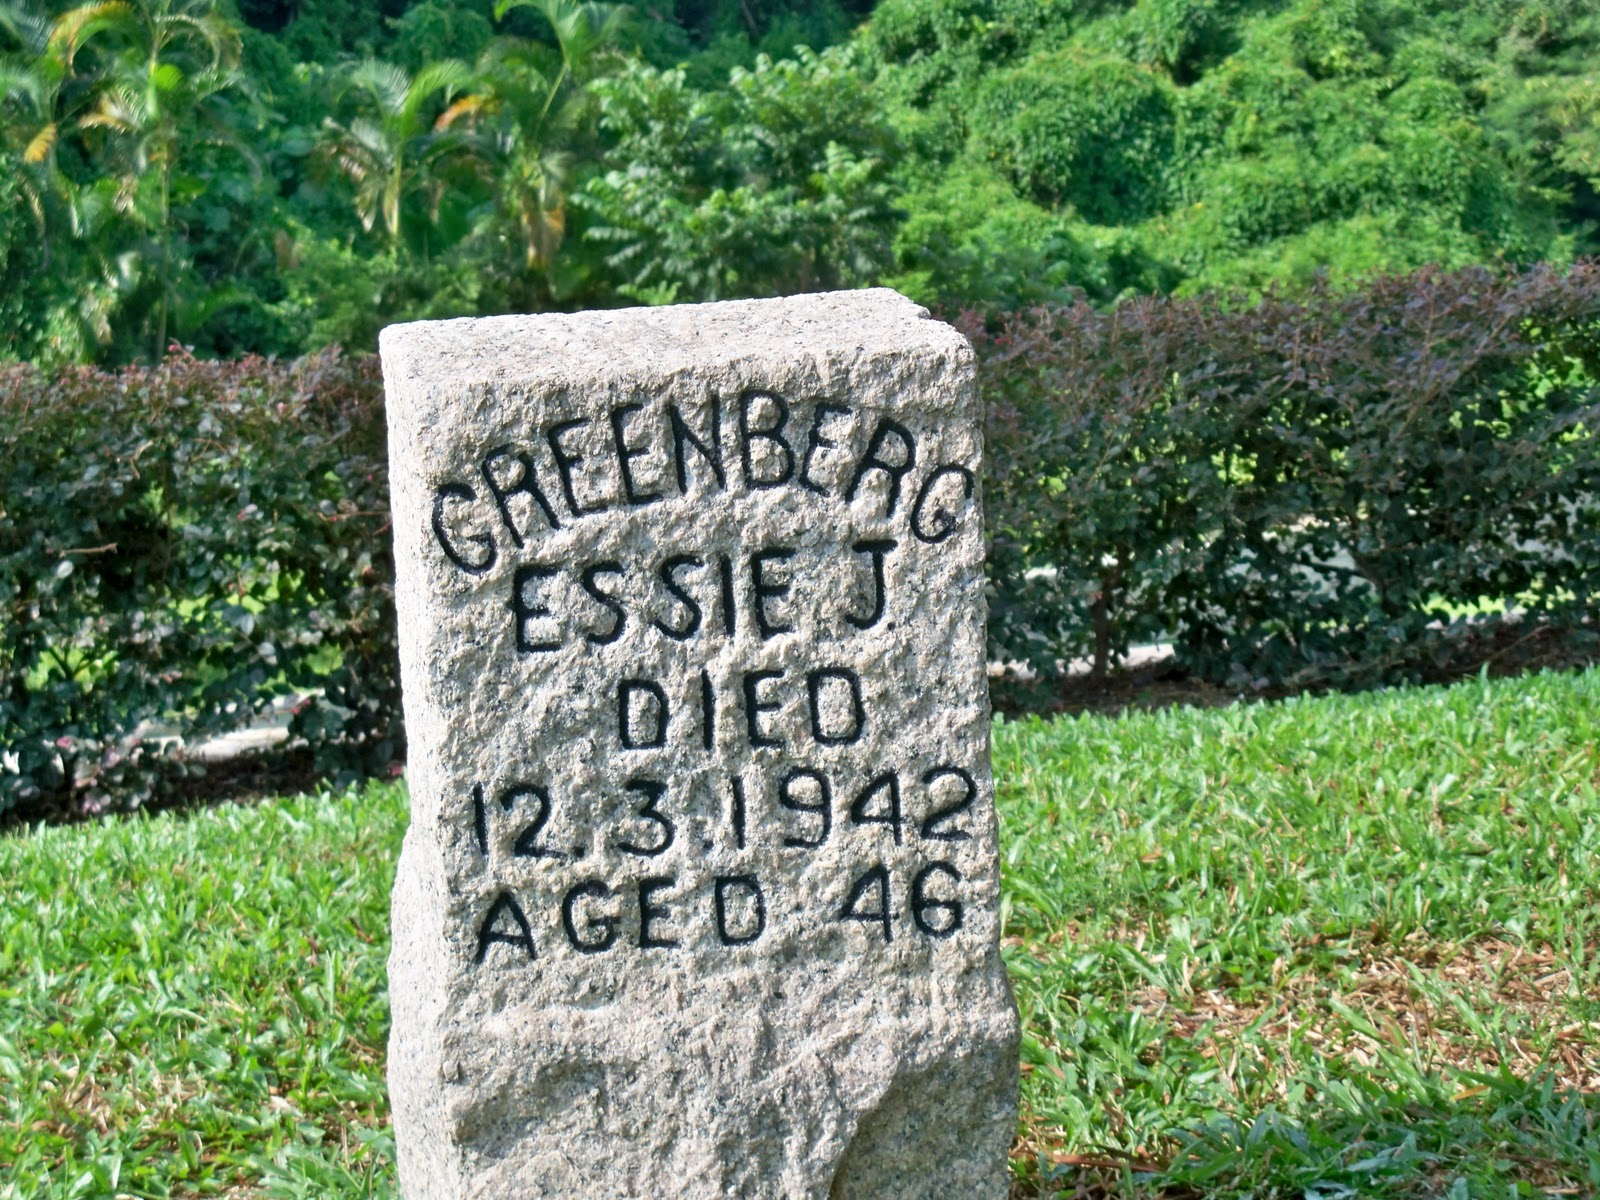 GREENBERG
ESSIE J.
DIED
12.3.1942
AGED 46